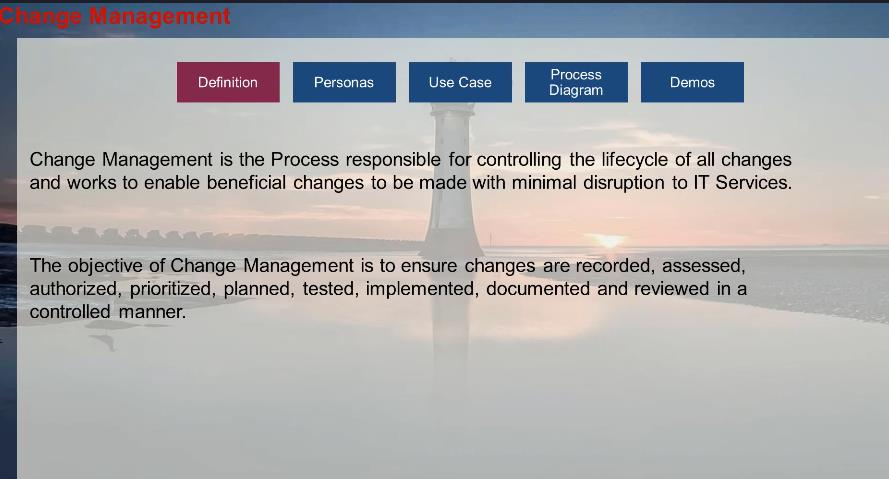 Change Management
Definition
Personas
Use Case
Process
Diagram
Demos
Change Management is the Process responsible for controlling the lifecycle of all changes
and works to enable beneficial changes to be made with minimal disruption to IT Services.
The objective of Change Management is to ensure changes are recorded, assessed,
authorized, prioritized, planned, tested, implemented, documented and reviewed in a
controlled manner.